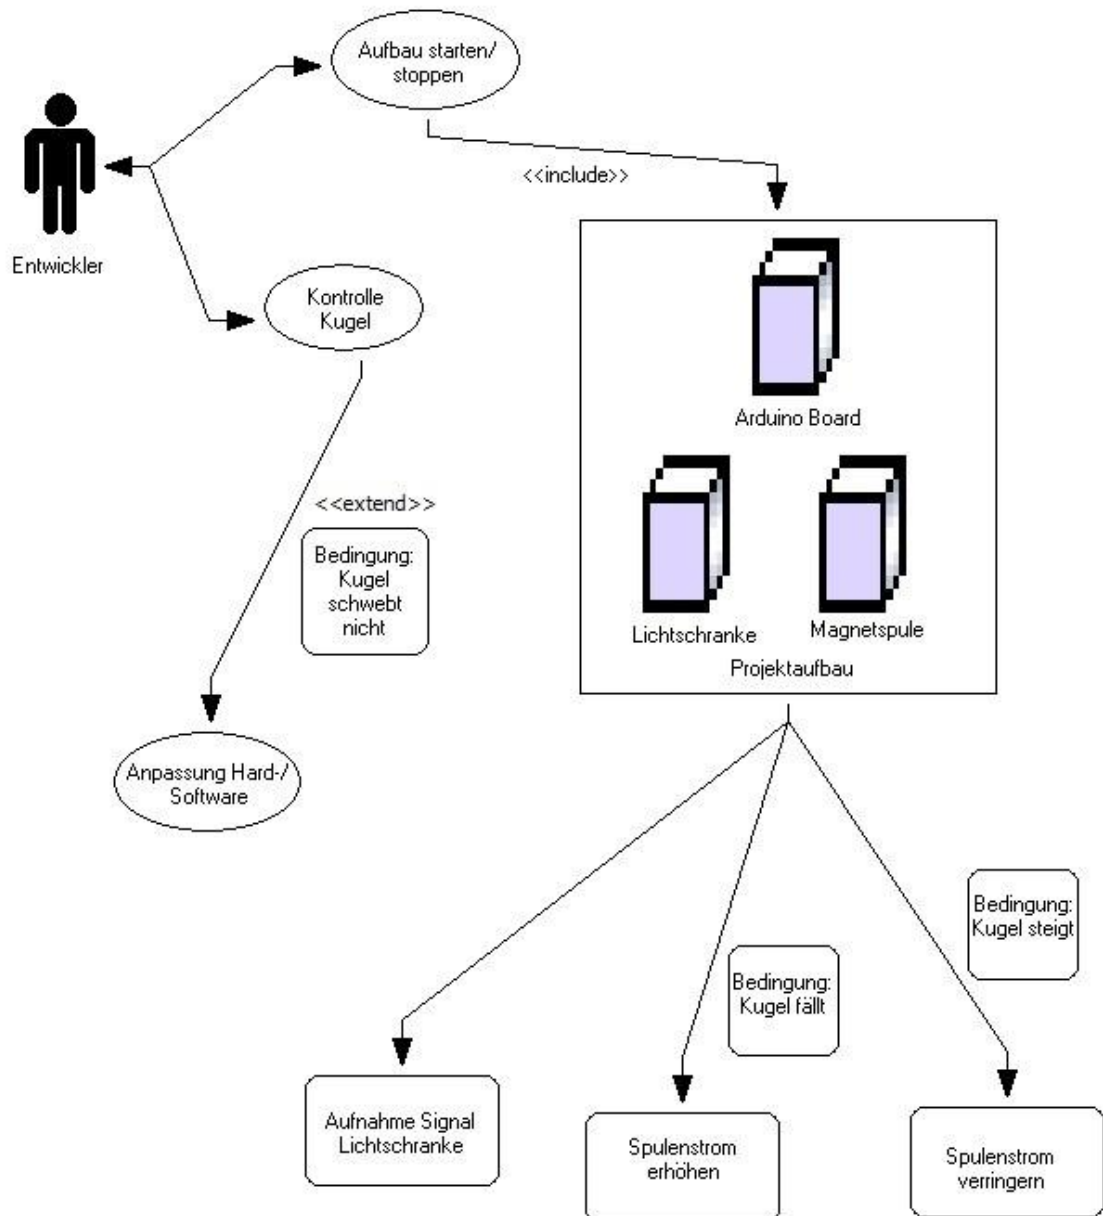 Aufbau starten/
stoppen
<<include>>
Entwickler
Kontrolle
Kugel
Arduino Board
<<extend>>
Bedingung:
Kugel
schwebt
nicht
Lichtschranke
Magnetspule
Projektaufbau
Anpassung Hard-/
Software
Bedingung:
Kugel steigt
Bedingung:
Kugel fällt
Aufnahme Signal
Lichtschranke
Spulenstrom
erhöhen
Spulenstrom
verringern